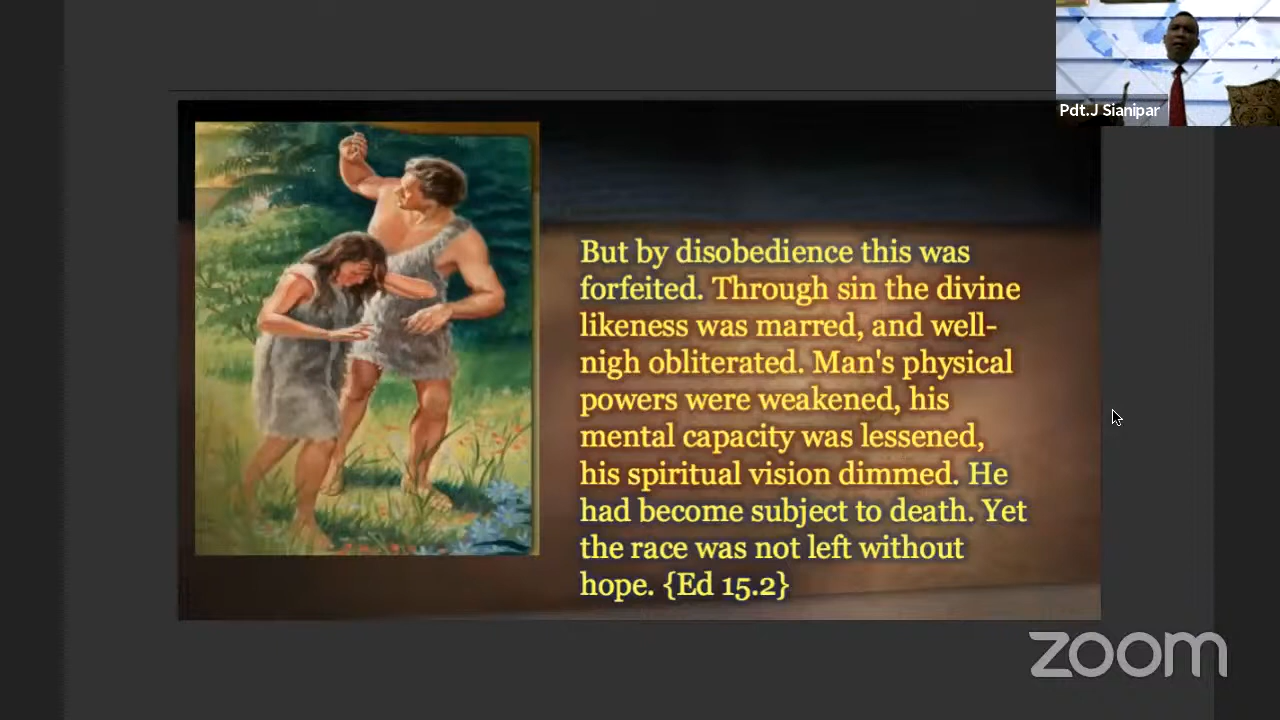 Pdt.J Sianipar
But by disobedience this was
forfeited. Through sin the divine
likeness was marred, and well-
nigh obliterated. Man's physical
powers were weakened, his
mental capacity was lessened,
his spiritual vision dimmed. He
had become subject to death. Yet
the race was not left without
hope. {Ed 15.2}
zoom